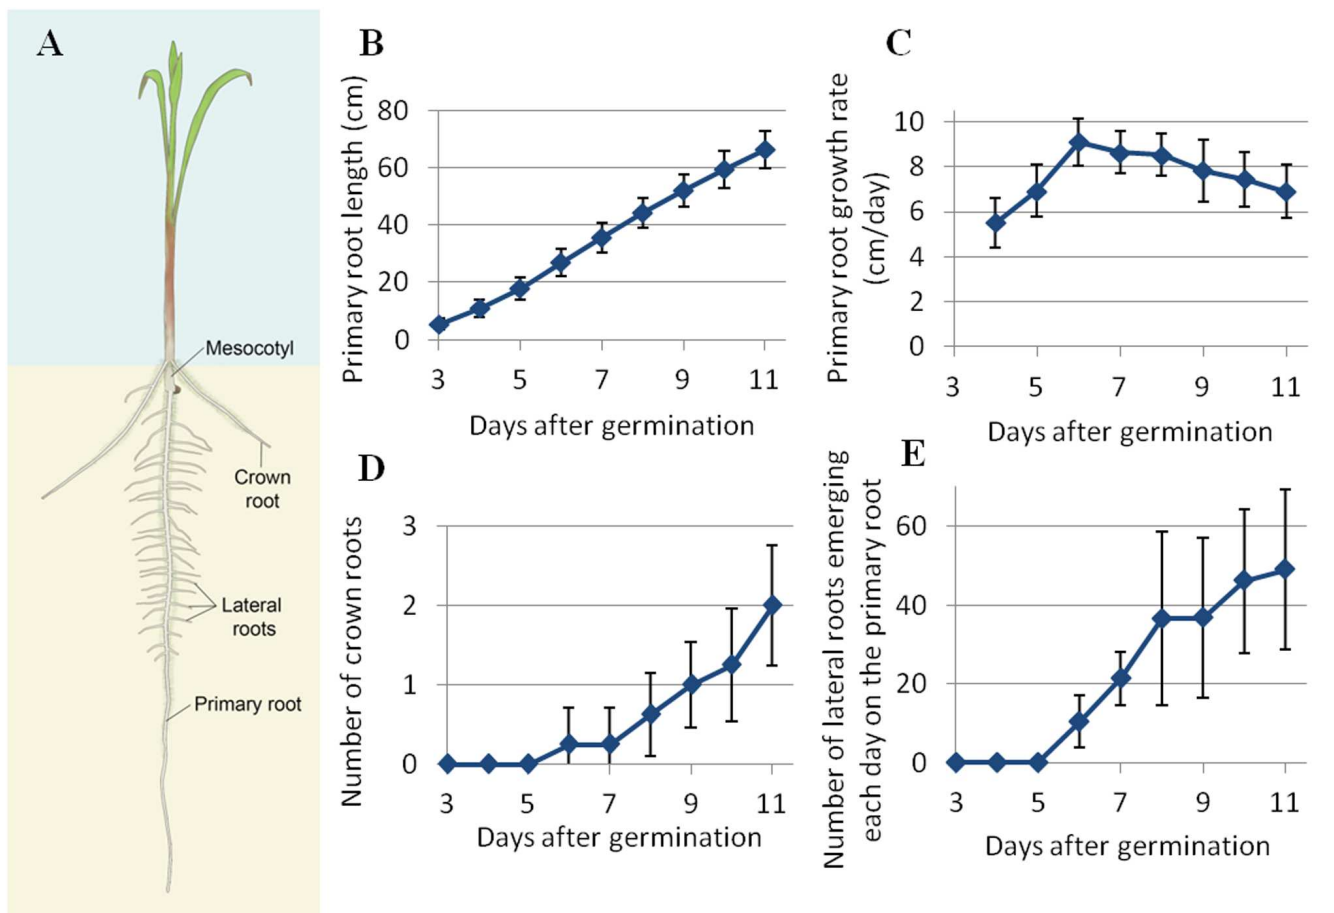 A
Mesocotyl
Crown
root
Lateral
roots
Primary root
B
Primary root length (cm)
80
60
40
20
0
3 5 7 9 11
Days after germination
C
Primary root growth rate
(cm/day)
10
8
6
4
2
0
3 5 7 9 11
Days after germination
D
Number of crown roots
3
2
1
0
3 5 7 9 11
Days after germination
E
Number of lateral roots emerging
each day on the primary root
60
40
20
0
3 5 7 9 11
Days after germination